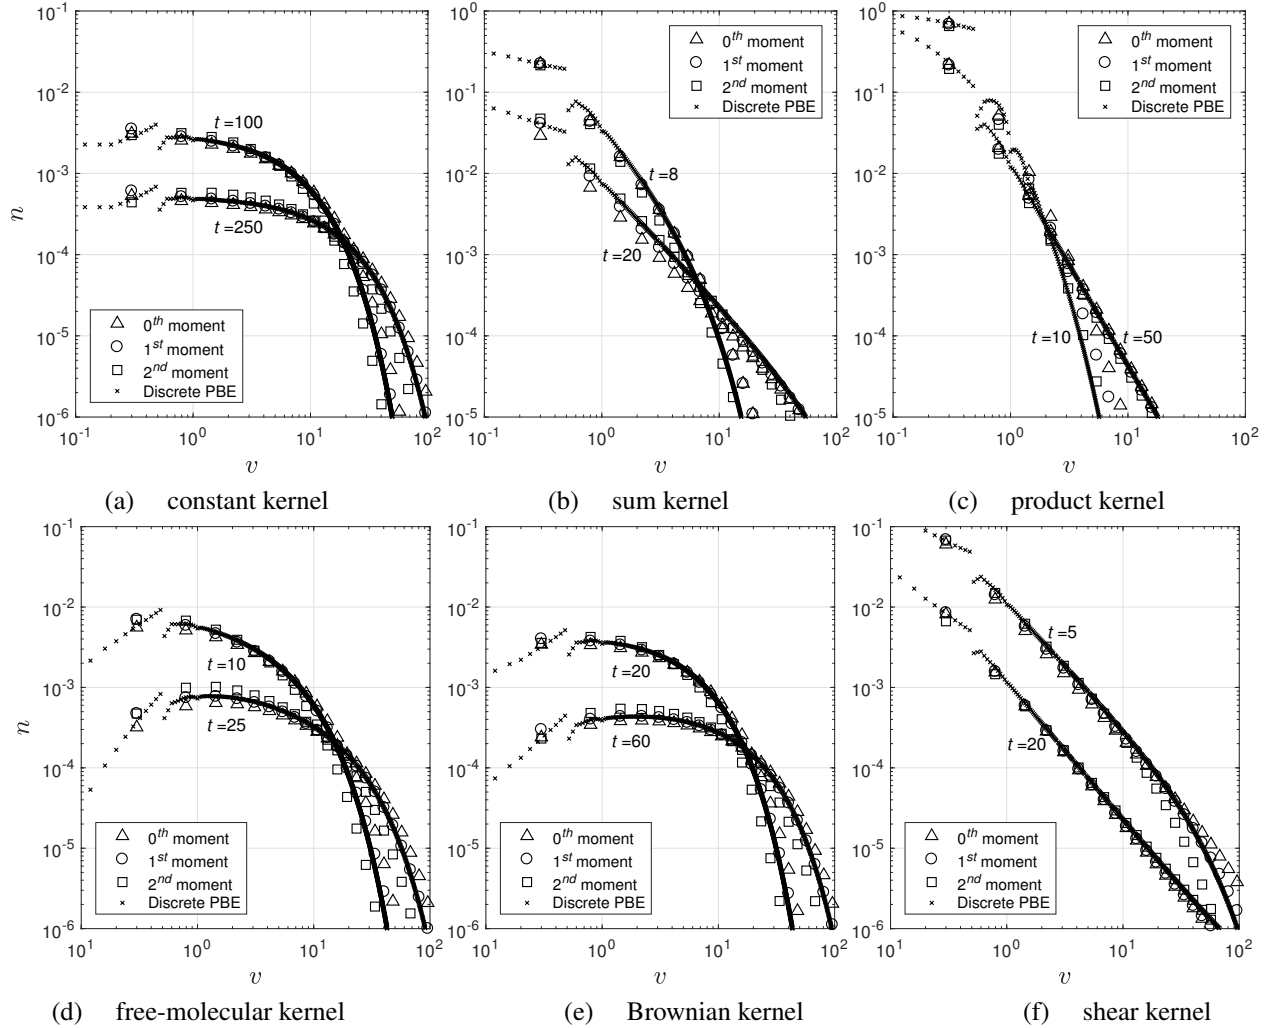 10^0
10^-1
10^-2
10^-3
10^-4
10^-5
10^-6
n
t =100
t =250
0^th moment
1^st moment
2^nd moment
Discrete PBE
10^-1 10^0 10^1 10^2
v
(a) constant kernel
10^0
10^-1
10^-2
10^-3
10^-4
10^-5
0^th moment
1^st moment
2^nd moment
Discrete PBE
t =8
t =20
10^-1 10^0 10^1 10^2
v
(b) sum kernel
10^0
10^-1
10^-2
10^-3
10^-4
10^-5
0^th moment
1^st moment
2^nd moment
Discrete PBE
t =10
t =50
10^-1 10^0 10^1 10^2
v
(c) product kernel
10^-1
10^-2
10^-3
10^-4
10^-5
10^-6
n
t =10
t =25
0^th moment
1^st moment
2^nd moment
Discrete PBE
10^1 10^0 10^1 10^2
v
(d) free-molecular kernel
10^-1
10^-2
10^-3
10^-4
10^-5
10^-6
t =20
t =60
0^th moment
1^st moment
2^nd moment
Discrete PBE
10^1 10^0 10^1 10^2
v
(e) Brownian kernel
10^-1
10^-2
10^-3
10^-4
10^-5
10^-6
t =5
t =20
0^th moment
1^st moment
2^nd moment
Discrete PBE
10^1 10^0 10^1 10^2
v
(f) shear kernel